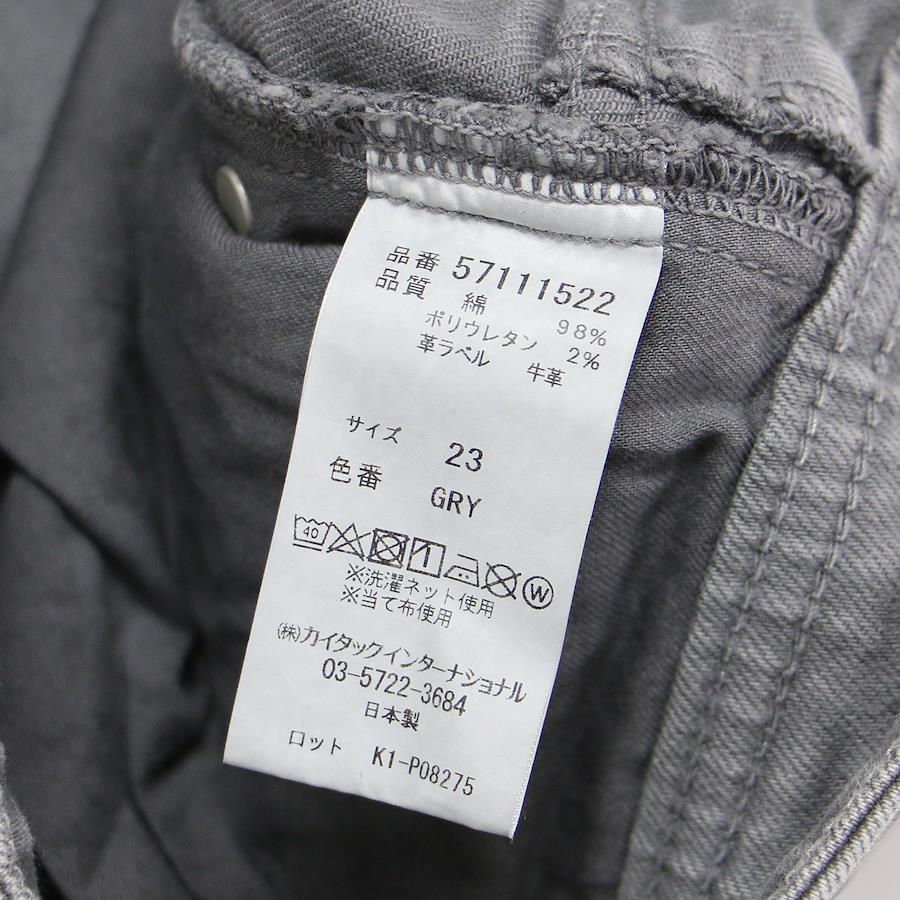 品番 57111522
品質 綿 98%
ポリウレタン 2%
革ラベル 牛革
サイズ 23
色番 GRY
40 W
※洗濯ネット使用
※当て布使用
(株)カイタックインターナショナル
03-5722-3684
日本製
ロット K1-P08275